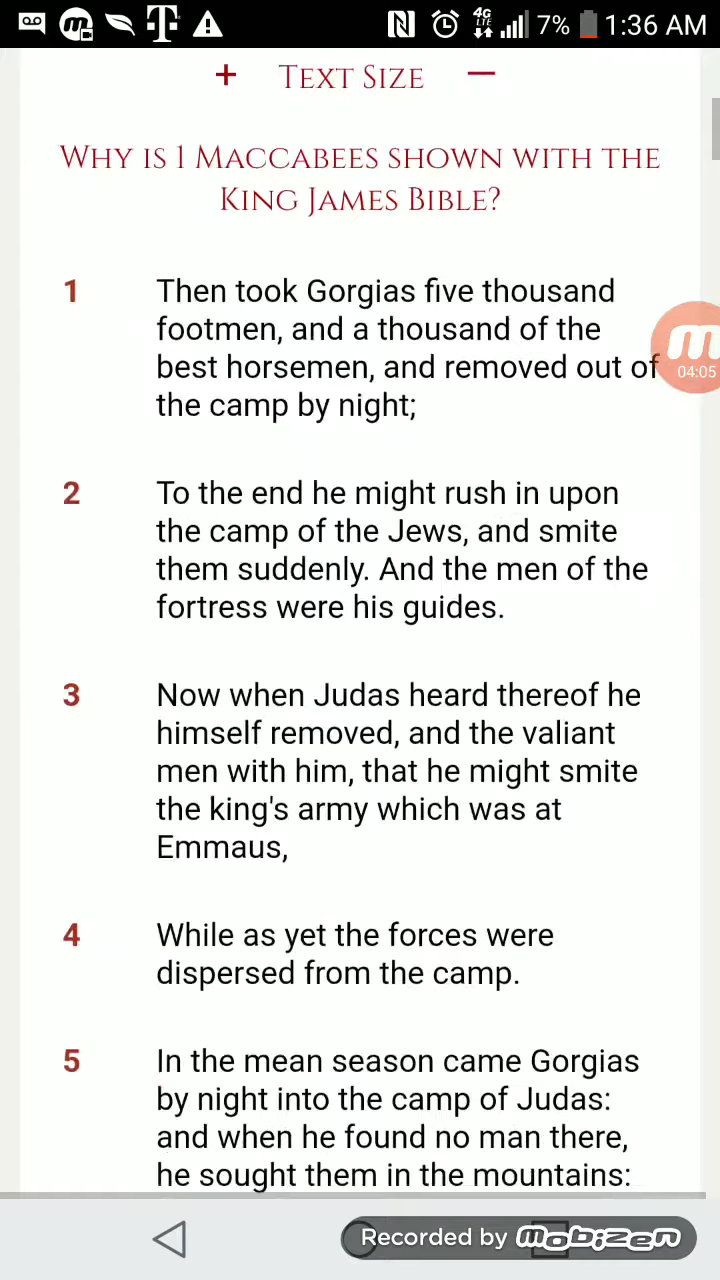 4G
LTE
7%
1:36 AM
+ TEXT SIZE —
WHY IS 1 MACCABEES SHOWN WITH THE
KING JAMES BIBLE?
1 Then took Gorgias five thousand
footmen, and a thousand of the
best horsemen, and removed out of
the camp by night;
04:05
2 To the end he might rush in upon
the camp of the Jews, and smite
them suddenly. And the men of the
fortress were his guides.
3 Now when Judas heard thereof he
himself removed, and the valiant
men with him, that he might smite
the king's army which was at
Emmaus,
4 While as yet the forces were
dispersed from the camp.
5 In the mean season came Gorgias
by night into the camp of Judas:
and when he found no man there,
he sought them in the mountains:
Recorded by mobizen